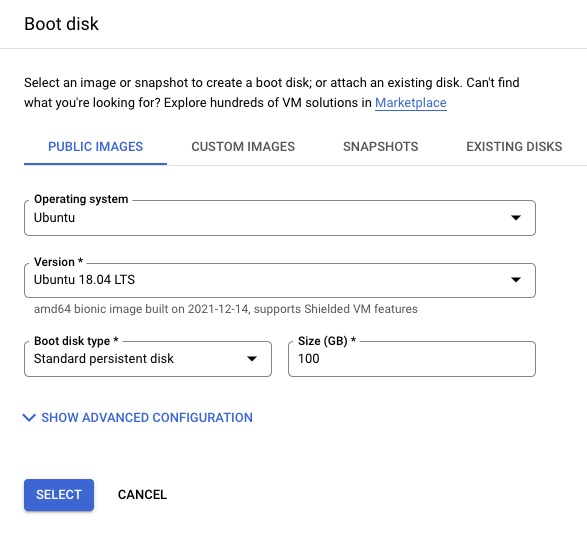 Boot disk
Select an image or snapshot to create a boot disk; or attach an existing disk. Can't find
what you're looking for? Explore hundreds of VM solutions in Marketplace
PUBLIC IMAGES CUSTOM IMAGES SNAPSHOTS EXISTING DISKS
Operating system
Ubuntu
Version *
Ubuntu 18.04 LTS
amd64 bionic image built on 2021-12-14, supports Shielded VM features
Boot disk type * Size (GB) *
Standard persistent disk 100
SHOW ADVANCED CONFIGURATION
SELECT CANCEL